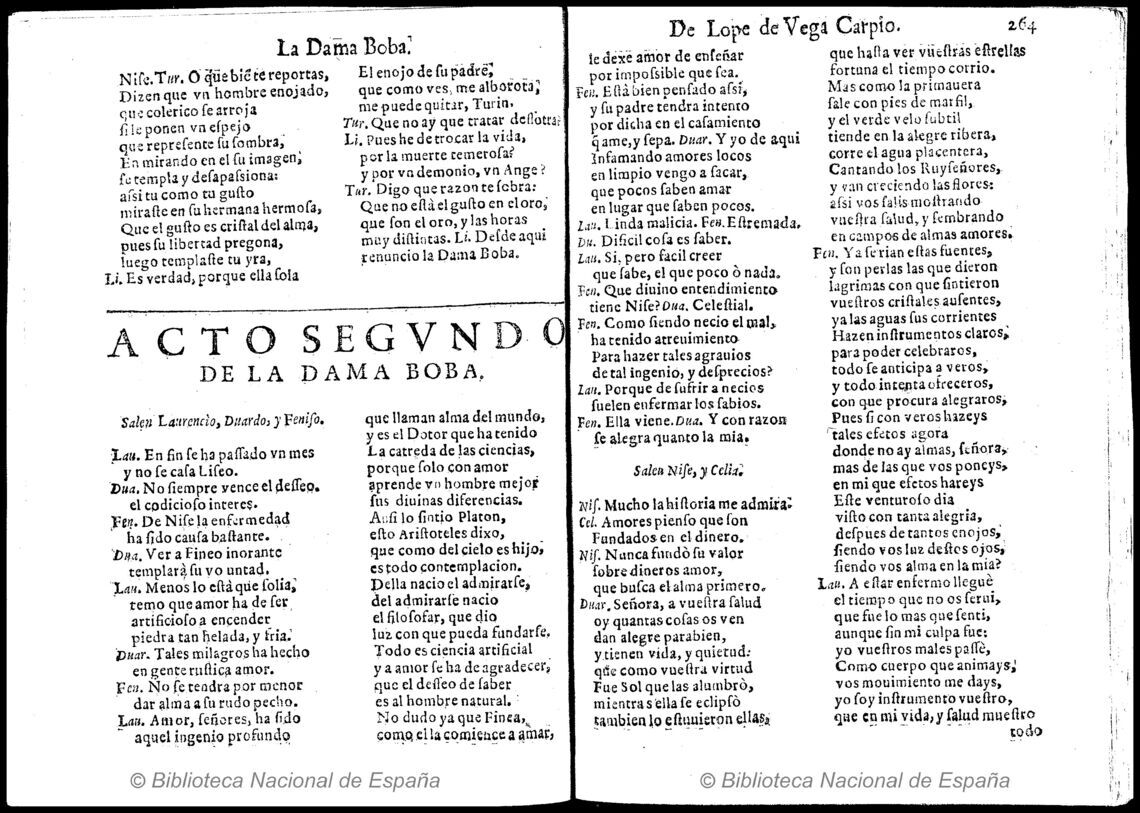 La Dama Boba.
Nise. Tur. O que biẽ te reportas,
Dizen que vn hombre enojado,
que colerico se arroja
si le ponen vn espejo
que represente su sombra,
En mirando en el su imagen,
se templa y desapassiona:
assi tu como tu gusto
miraste en su hermana hermosa,
Que el gusto es cristal del alma,
pues su libertad pregona,
luego templaste tu yra,
Li. Es verdad, porque ella sola
El enojo de su padre,
que como ves, me alborota,
me puede quitar, Turin.
Tur. Que no ay que tratar dessotra?
Li. Pues he de trocar la vida,
por la muerte temerosa?
y por vn demonio, vn Ange?
Tur. Digo que razon te sobra:
Que no està el gusto en el oro,
que son el oro, y las horas
muy distintas. Li. Desde aqui
renuncio la Dama Boba.
ACTO SEGVNDO
DE LA DAMA BOBA.
Salen Laurencio, Duardo, y Feniso.
Lau. En fin se ha passado vn mes
y no se casa Liseo.
Dua. No siempre vence el desseo.
el codicioso interes.
Fen. De Nise la enfermedad
ha sido causa bastante.
Dua. Ver a Fineo inorante
templarà su vo untad.
Lau. Menos lo està que solia,
temo que amor ha de ser
artificioso a encender
piedra tan helada, y fria.
Duar. Tales milagros ha hecho
en gente rustica amor.
Fen. No se tendra por menor
dar alma a su rudo pecho.
Lau. Amor, señores, ha sido
aquel ingenio profundo
que llaman alma del mundo,
y es el Dotor que ha tenido
La catreda de las ciencias,
porque solo con amor
aprende vn hombre mejor
sus diuinas diferencias.
Assi lo sintio Platon,
esto Aristoteles dixo,
que como del cielo es hijo,
es todo contemplacion.
Della nacio el admirarse,
del admirarse nacio
el filosofar, que dio
luz con que pueda fundarse.
Todo es ciencia artificial
y a amor se ha de agradecer,
que el desseo de saber
es al hombre natural.
No dudo ya que Finea,
como el la comience a amar,
De Lope de Vega Carpio. 264
le dexe amor de enseñar
por impossible que sea.
Fen. Està bien pensado assi,
y su padre tendra intento
por dicha en el casamiento
q̃ ame, y sepa. Duar. Y yo de aqui
Infamando amores locos
en limpio vengo a sacar,
que pocos saben amar
en lugar que saben pocos.
Lau. Linda malicia. Fen. Estremada.
Du. Dificil cosa es saber.
Lau. Si, pero facil creer
que sabe, el que poco ò nada.
Fen. Que diuino entendimiento
tiene Nise? Dua. Celestial.
Fen. Como siendo necio el mal,
ha tenido atreuimiento
Para hazer tales agrauios
de tal ingenio, y desprecios?
Lau. Porque de sufrir a necios
suelen enfermar los sabios.
Fen. Ella viene. Dua. Y con razon
se alegra quanto la mia.
Salen Nise, y Celia.
Nis. Mucho la historia me admira.
Cel. Amores pienso que son
Fundados en el dinero.
Nis. Nunca fundò su valor
sobre dineros amor,
que busca el alma primero.
Duar. Señora, a vuestra salud
oy quantas cosas os ven
dan alegre parabien,
y tienen vida, y quietud:
que como vuestra virtud
Fue Sol que las alumbrò,
mientra s ella se eclipsò
tambien lo estuuieron ellas,
que hasta ver vuestras estrellas
fortuna el tiempo corrio.
Mas como la primauera
sale con pies de marfil,
y el verde velo subtil
tiende en la alegre ribera,
corre el agua placentera,
Cantando los Ruyseñores,
y van creciendo las flores:
assi vos salis mostrando
vuestra salud, y sembrando
en campos de almas amores.
Fen. Ya se rian estas fuentes,
y son perlas las que dieron
lagrimas con que sintieron
vuestros cristales ausentes,
ya las aguas sus corrientes
Hazen instrumentos claros,
para poder celebraros,
todo se anticipa a veros,
y todo intenta ofreceros,
con que procura alegraros,
Pues si con veros hazeys
tales efetos agora
donde no ay almas, señora,
mas de las que vos poneys,
en mi que efetos hareys
Este venturoso dia
visto con tanta alegria,
despues de tantos enojos,
siendo vos luz destos ojos,
siendo vos alma en la mia?
Lau. A estar enfermo lleguè
el tiempo que no os serui,
que fue lo mas que senti,
aunque sin mi culpa fue:
yo vuestros males passè,
Como cuerpo que animays,
vos mouimiento me days,
yo soy instrumento vuestro,
que en mi vida, y salud muestro
todo
© Biblioteca Nacional de España
© Biblioteca Nacional de España